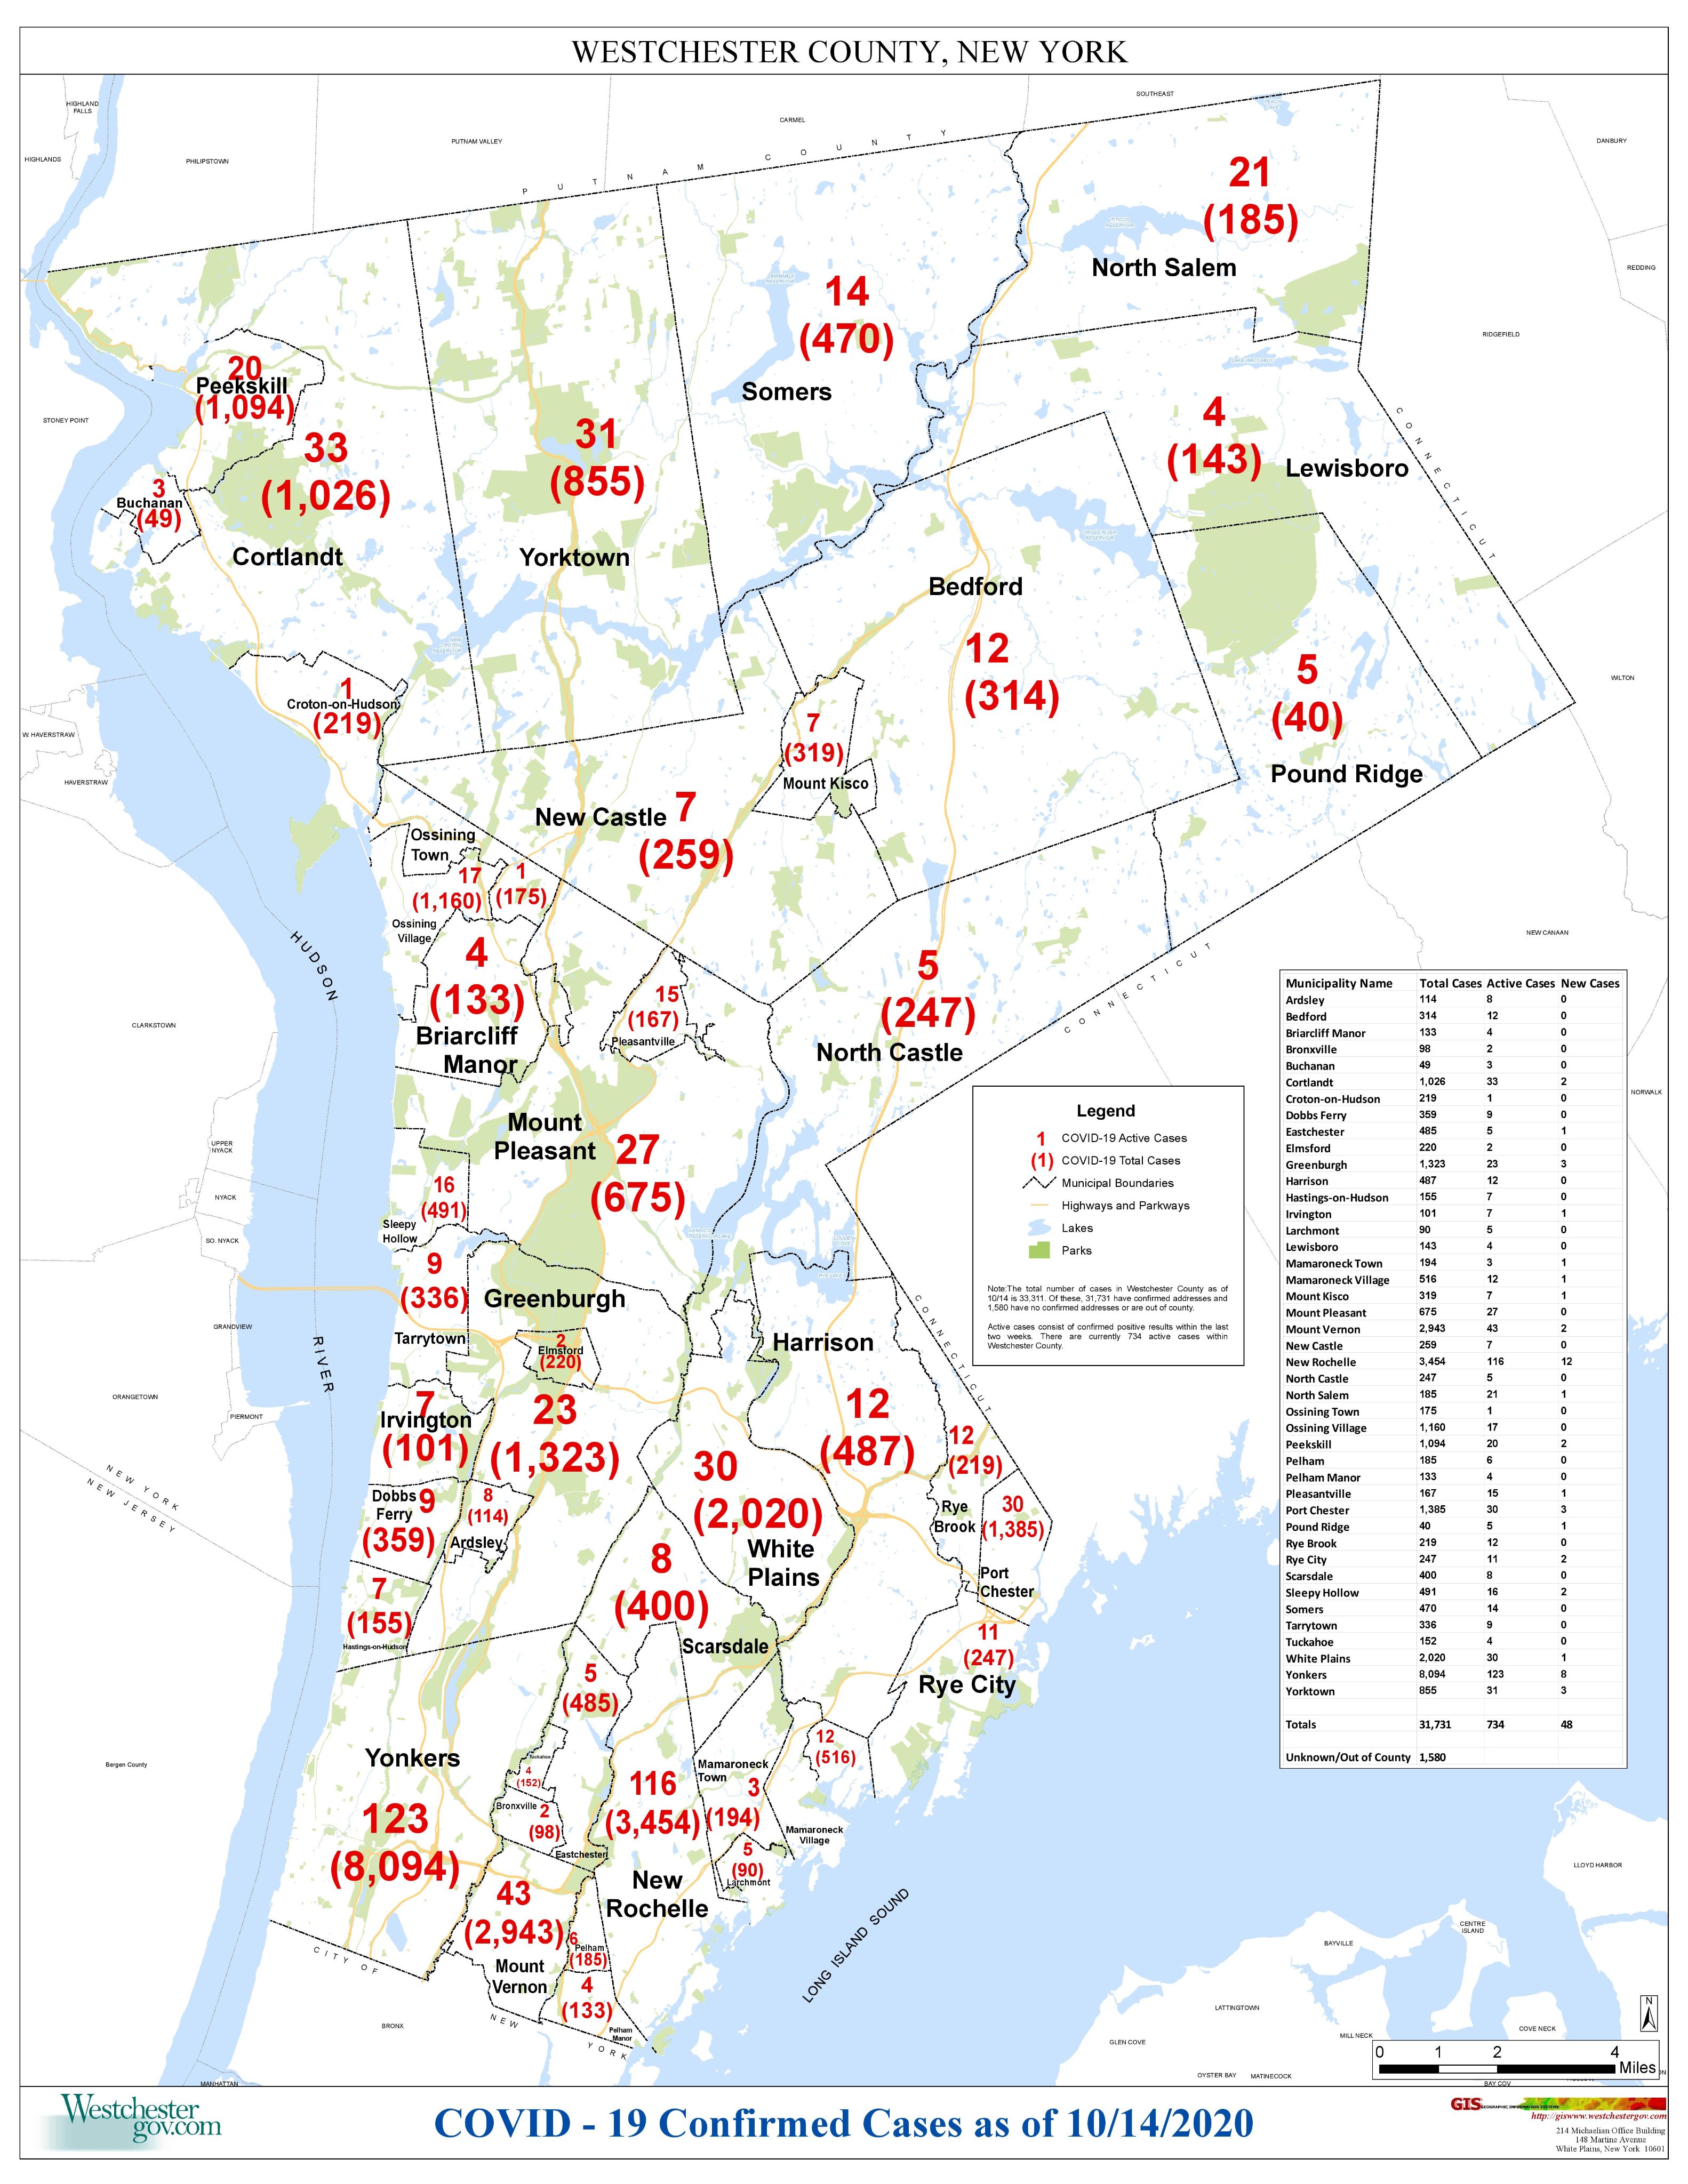 WESTCHESTER COUNTY, NEW YORK
HIGHLAND
FALLS
SOUTHEAST
CARMEL
PUTNAM VALLEY
DANBURY
HIGHLANDS
PHILIPSTOWN
PUTNAM COUNTY
21
(185)
North Salem
REDDING
14
(470)
Somers
RIDGEFIELD
20
Peekskill
(1,094)
STONEY POINT
33
(1,026)
Cortlandt
31
(855)
Yorktown
4
(143)
Lewisboro
CONNECTICUT
3
Buchanan
(49)
Bedford
12
(314)
5
(40)
Pound Ridge
WILTON
1
Croton-on-Hudson
(219)
W. HAVERSTRAW
HAVERSTRAW
7
(319)
Mount Kisco
New Castle
7
(259)
Ossining
Town
17
(1,160)
1
(175)
Ossining
Village
NEW CANAAN
HUDSON
4
(133)
Briarcliff
Manor
15
(167)
Pleasantville
5
(247)
North Castle
CONNECTICUT
CLARKSTOWN
NORWALK
Mount
Pleasant
27
(675)
UPPER
NYACK
NYACK
SO. NYACK
16
(491)
Sleepy
Hollow
9
(336)
Tarrytown
Greenburgh
GRANDVIEW
2
Elmsford
(220)
Harrison
12
(487)
CONNECTICUT
RIVER
ORANGETOWN
PIERMONT
7
Irvington
(101)
23
(1,323)
30
(2,020)
White
Plains
12
(219)
Rye
Brook
30
(1,385)
Port
Chester
NEW YORK
NEW JERSEY
Dobbs
Ferry
9
(359)
8
(114)
Ardsley
8
(400)
Scarsdale
7
(155)
Hastings-on-Hudson
11
(247)
Rye City
5
(485)
12
(516)
Bergen County
Yonkers
123
(8,094)
Tuckahoe
4
(152)
Bronxville
2
(98)
Eastchester
116
(3,454)
New
Rochelle
Mamaroneck
Town
3
(194)
Mamaroneck
Village
5
(90)
Larchmont
43
(2,943)
Mount
Vernon
6
Pelham
(185)
4
(133)
Pelham
Manor
CITY OF
NEW
YORK
BRONX
MANHATTAN
LONG ISLAND SOUND
Legend
1 COVID-19 Active Cases
(1) COVID-19 Total Cases
Municipal Boundaries
Highways and Parkways
Lakes
Parks
Note:The total number of cases in Westchester County as of
10/14 is 33,311. Of these, 31,731 have confirmed addresses and
1,580 have no confirmed addresses or are out of county.
Active cases consist of confirmed positive results within the last
two weeks. There are currently 734 active cases within
Westchester County.
Municipality Name Total Cases Active Cases New Cases
Ardsley 114 8 0
Bedford 314 12 0
Briarcliff Manor 133 4 0
Bronxville 98 2 0
Buchanan 49 3 0
Cortlandt 1,026 33 2
Croton-on-Hudson 219 1 0
Dobbs Ferry 359 9 0
Eastchester 485 5 1
Elmsford 220 2 0
Greenburgh 1,323 23 3
Harrison 487 12 0
Hastings-on-Hudson 155 7 0
Irvington 101 7 1
Larchmont 90 5 0
Lewisboro 143 4 0
Mamaroneck Town 194 3 1
Mamaroneck Village 516 12 1
Mount Kisco 319 7 1
Mount Pleasant 675 27 0
Mount Vernon 2,943 43 2
New Castle 259 7 0
New Rochelle 3,454 116 12
North Castle 247 5 0
North Salem 185 21 1
Ossining Town 175 1 0
Ossining Village 1,160 17 0
Peekskill 1,094 20 2
Pelham 185 6 0
Pelham Manor 133 4 0
Pleasantville 167 15 1
Port Chester 1,385 30 3
Pound Ridge 40 5 1
Rye Brook 219 12 0
Rye City 247 11 2
Scarsdale 400 8 0
Sleepy Hollow 491 16 2
Somers 470 14 0
Tarrytown 336 9 0
Tuckahoe 152 4 0
White Plains 2,020 30 1
Yonkers 8,094 123 8
Yorktown 855 31 3
Totals 31,731 734 48
Unknown/Out of County 1,580
LLOYD HARBOR
CENTRE
ISLAND
BAYVILLE
LATTINGTOWN
GLEN COVE
MILL NECK
COVE NECK
OYSTER BAY
MATINECOCK
BAY COV
N
0 1 2 4
Miles
Westchester
gov.com
COVID - 19 Confirmed Cases as of 10/14/2020
GIS GEOGRAPHIC INFORMATION SYSTEMS
http://giswww.westchestergov.com
214 Michaelian Office Building
148 Martine Avenue
White Plains, New York 10601